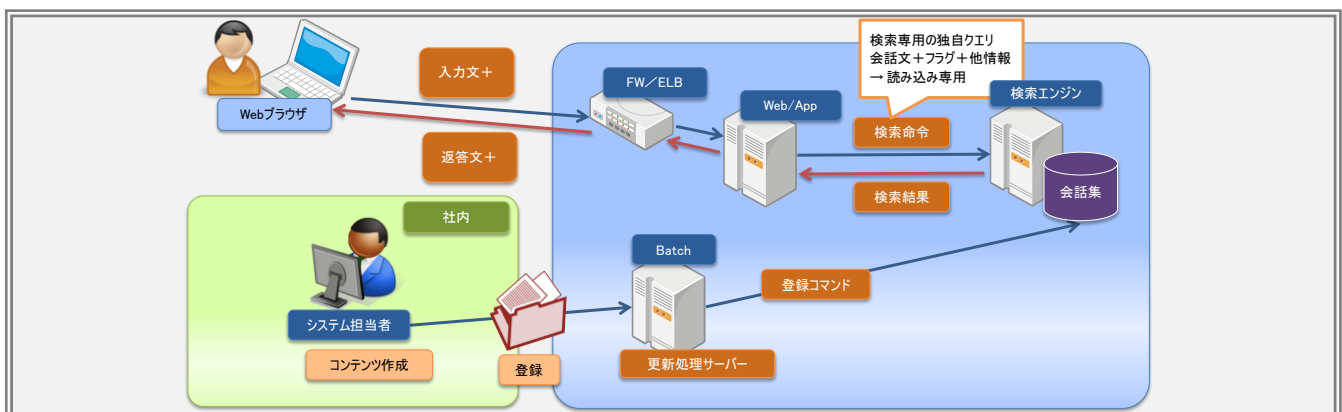 検索専用の独自クエリ
会話文＋フラグ＋他情報
→ 読み込み専用
入力文＋
FW／ELB
Web/App
検索エンジン
Webブラウザ
検索命令
返答文＋
検索結果
会話集
社内
Batch
登録コマンド
システム担当者
コンテンツ作成
登録
更新処理サーバー